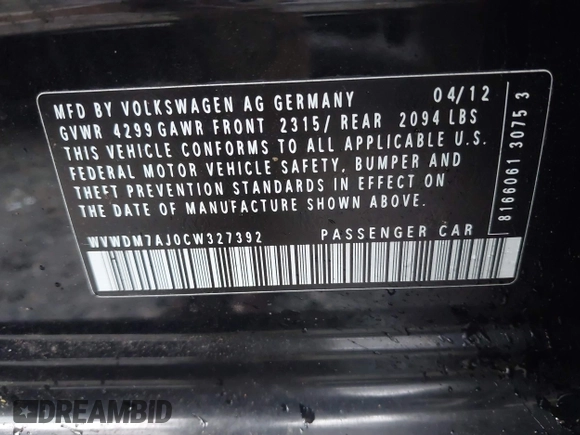 MFD BY VOLKSWAGEN AG GERMANY 04/12
GVWR 4299 GAWR FRONT 2315/ REAR 2094 LBS
THIS VEHICLE CONFORMS TO ALL APPLICABLE U.S.
FEDERAL MOTOR VEHICLE SAFETY, BUMPER AND
THEFT PREVENTION STANDARDS IN EFFECT ON
THE DATE OF MANUFACTURE SHOWN ABOVE.
WVWDM7AJ0CW327392 PASSENGER CAR
8166061 3075 3
DREAMBID